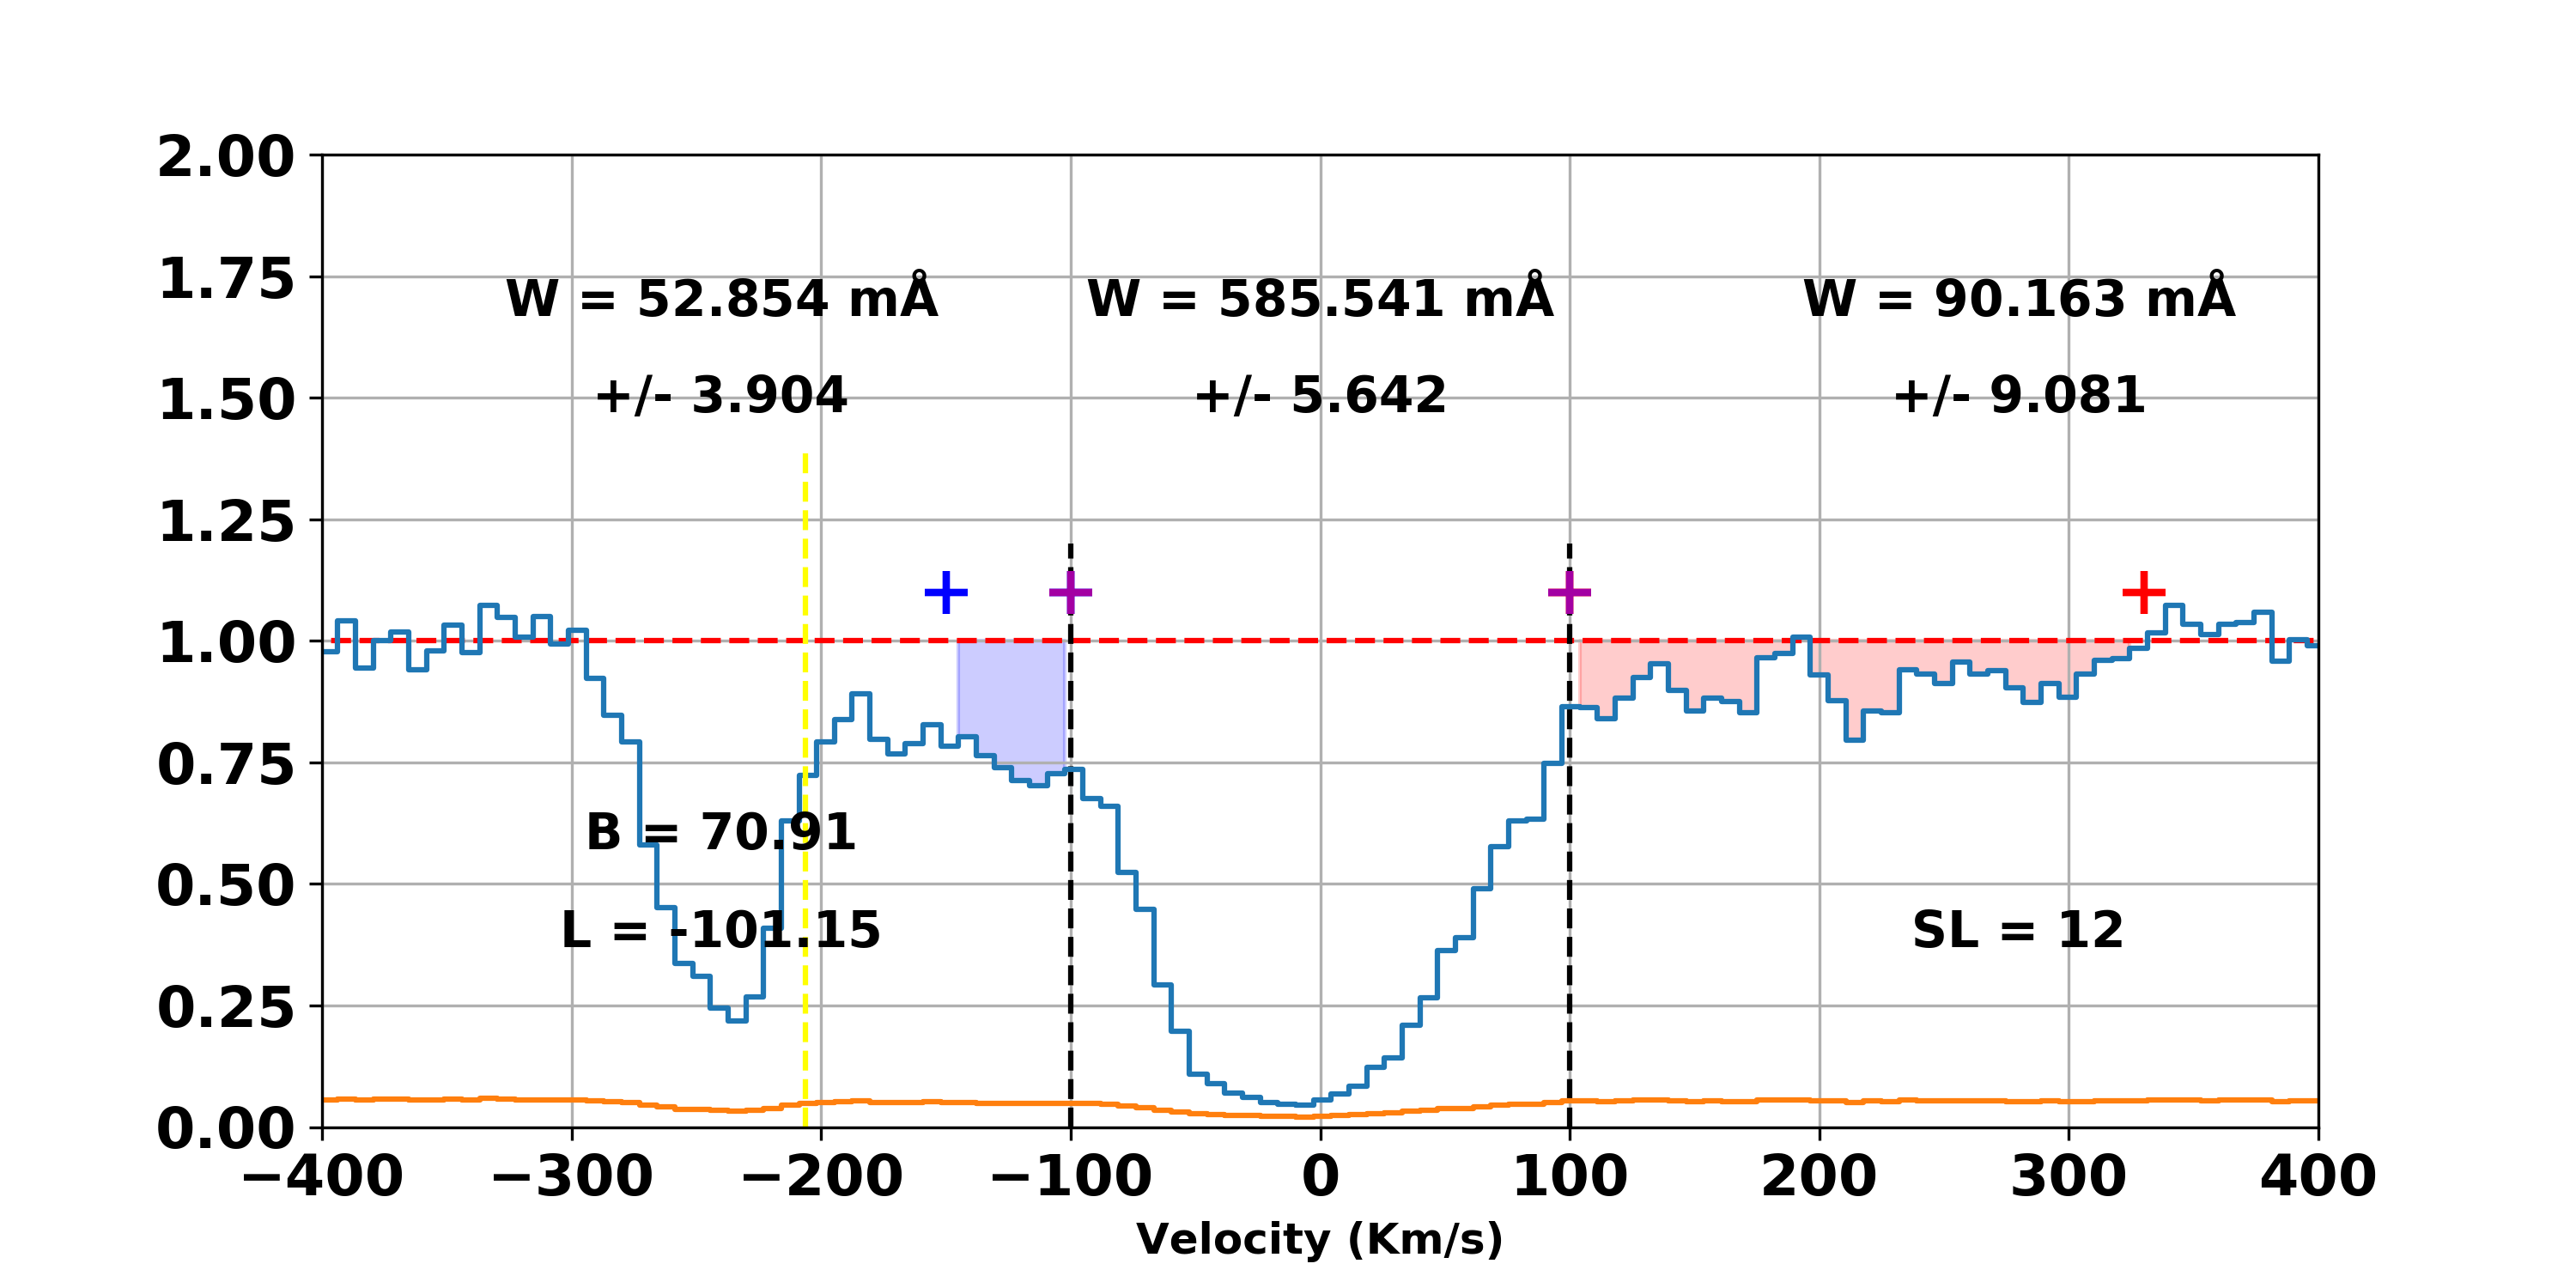 2.00
1.75
1.50
1.25
1.00
0.75
0.50
0.25
0.00
W = 52.854 mÅ
+/- 3.904
W = 585.541 mÅ
+/- 5.642
W = 90.163 mÅ
+/- 9.081
B = 70.91
L = -101.15
SL = 12
−400 −300 −200 −100 0 100 200 300 400
Velocity (Km/s)